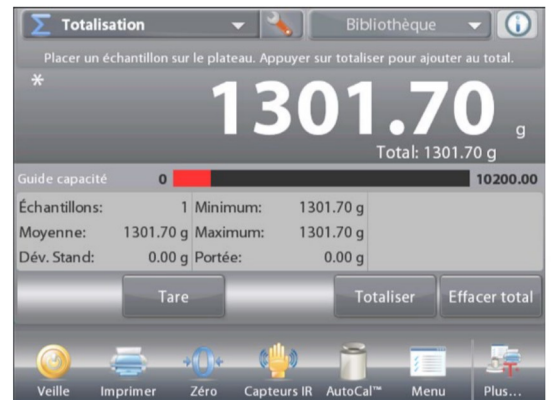 Totalisation Bibliothèque
Placer un échantillon sur le plateau. Appuyer sur totaliser pour ajouter au total.
* 1301.70 g
Total: 1301.70 g
Guide capacité 0 10200.00
Échantillons: 1 Minimum: 1301.70 g
Moyenne: 1301.70 g Maximum: 1301.70 g
Dév. Stand: 0.00 g Portée: 0.00 g
Tare Totaliser Effacer total
Veille Imprimer Zéro Capteurs IR AutoCal™ Menu Plus...